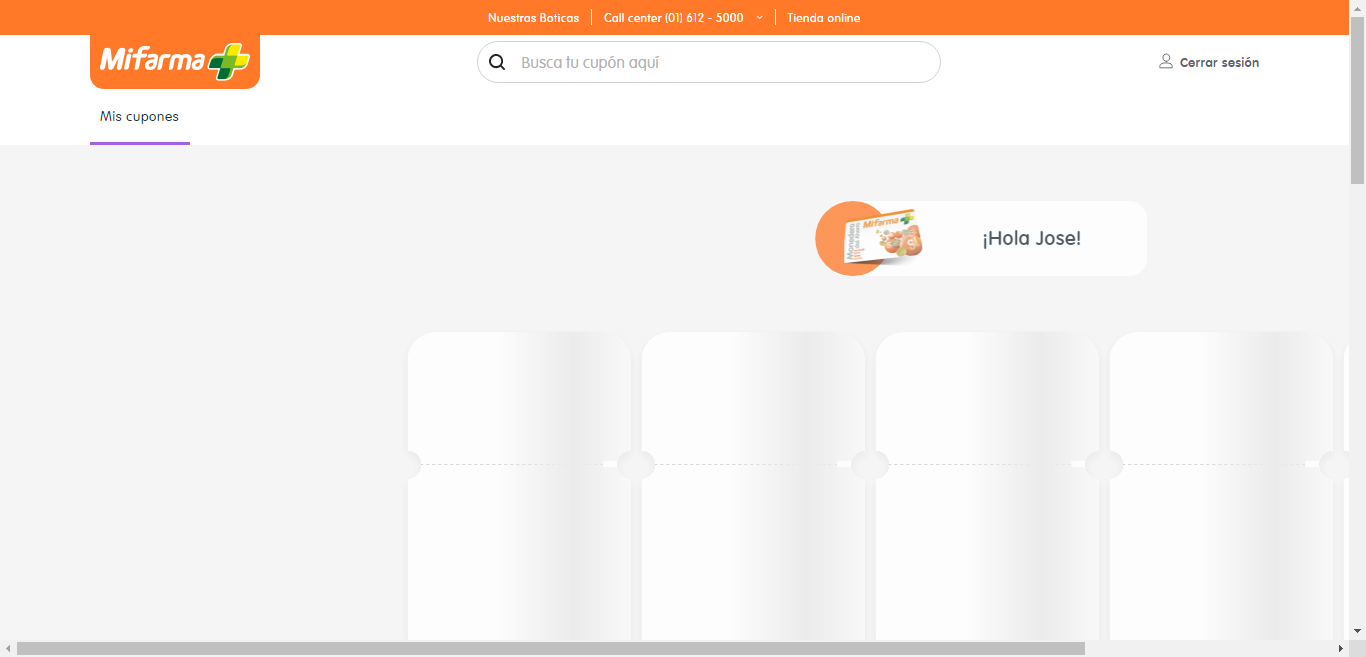 Nuestras Boticas
Call center (01) 612 - 5000
Tienda online
Mifarma
Busca tu cupón aquí
Cerrar sesión
Mis cupones
Mifarma
Monedero
del Ahorro
¡Hola Jose!